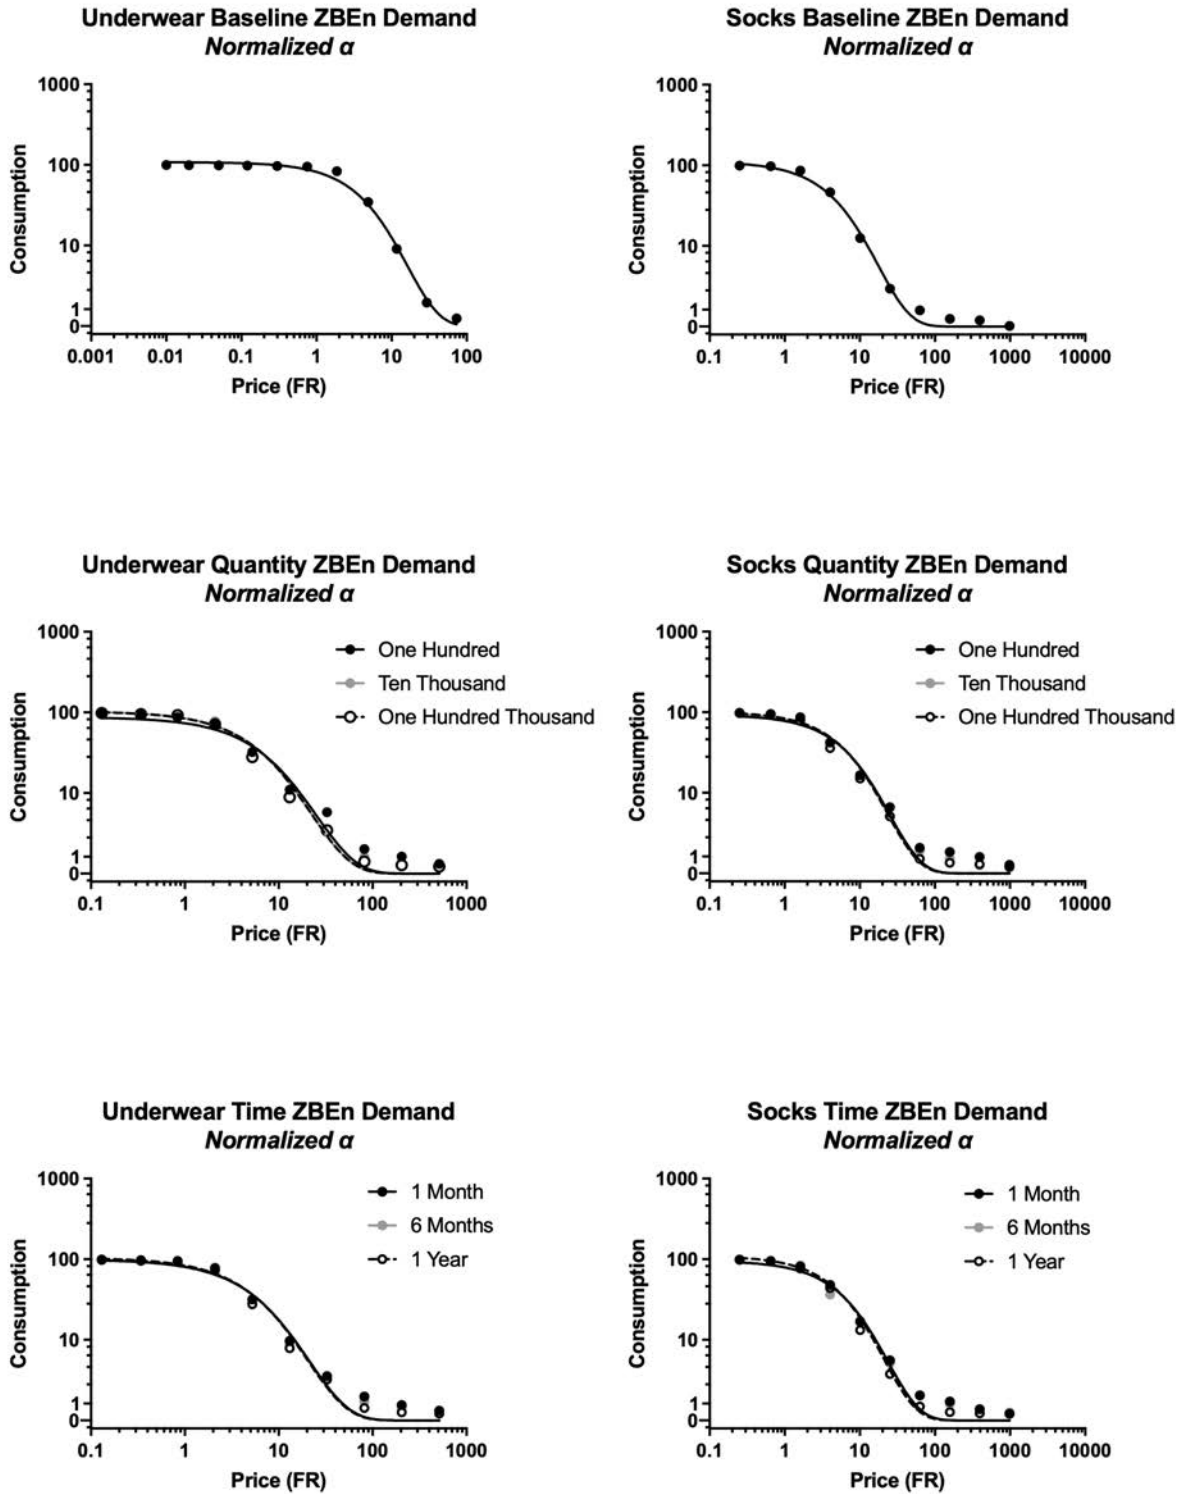 Underwear Baseline ZBEn Demand
Normalized α
1000
100
10
1
0
Consumption
0.001 0.01 0.1 1 10 100
Price (FR)
Socks Baseline ZBEn Demand
Normalized α
1000
100
10
1
0
Consumption
0.1 1 10 100 1000 10000
Price (FR)
Underwear Quantity ZBEn Demand
Normalized α
1000
100
10
1
0
Consumption
One Hundred
Ten Thousand
One Hundred Thousand
0.1 1 10 100 1000
Price (FR)
Socks Quantity ZBEn Demand
Normalized α
1000
100
10
1
0
Consumption
One Hundred
Ten Thousand
One Hundred Thousand
0.1 1 10 100 1000 10000
Price (FR)
Underwear Time ZBEn Demand
Normalized α
1000
100
10
1
0
Consumption
1 Month
6 Months
1 Year
0.1 1 10 100 1000
Price (FR)
Socks Time ZBEn Demand
Normalized α
1000
100
10
1
0
Consumption
1 Month
6 Months
1 Year
0.1 1 10 100 1000 10000
Price (FR)